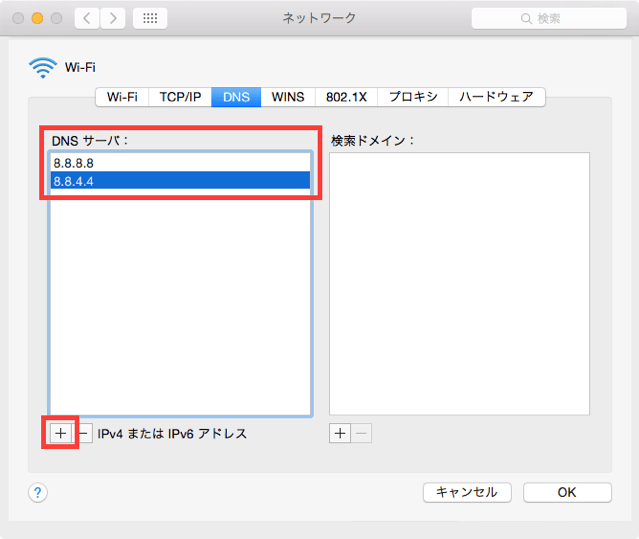 ネットワーク
検索
Wi-Fi
Wi-Fi TCP/IP DNS WINS 802.1X プロキシ ハードウェア
DNS サーバ：
8.8.8.8
8.8.4.4
検索ドメイン：
+ − IPv4 または IPv6 アドレス
+ −
? キャンセル OK